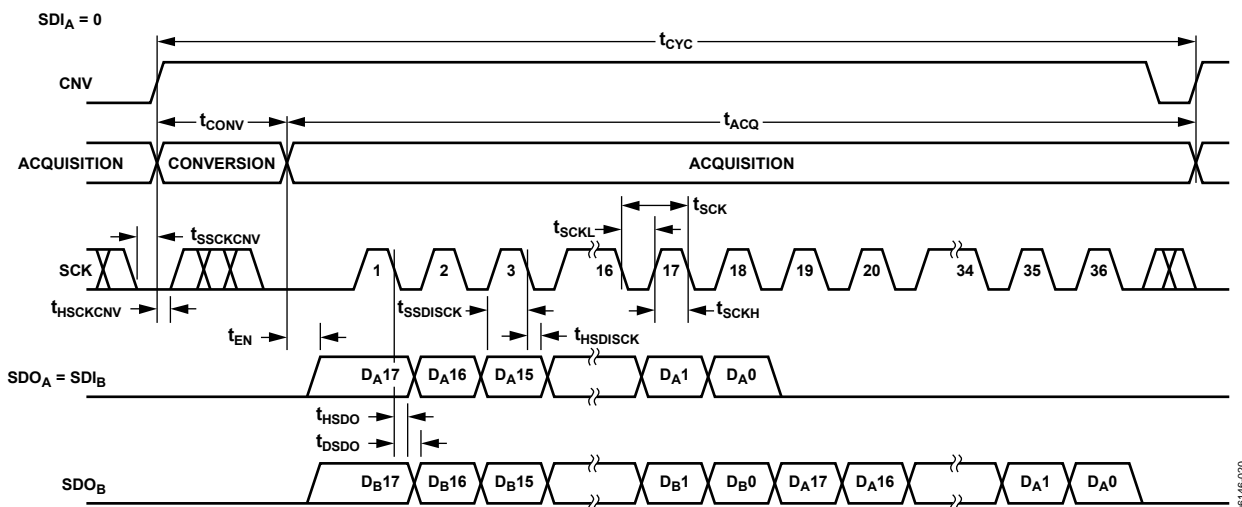 SDIA = 0
tCYC
CNV
tCONV
tACQ
ACQUISITION
CONVERSION
ACQUISITION
tSCK
tSCKL
tSSCKCNV
SCK
1
2
3
16
17
18
19
20
34
35
36
tHSCKCNV
tSSDISCK
tSCKH
tEN
tHSDISCK
SDOA = SDIB
DA17
DA16
DA15
DA1
DA0
tHSDO
tDSDO
SDOB
DB17
DB16
DB15
DB1
DB0
DA17
DA16
DA1
DA0